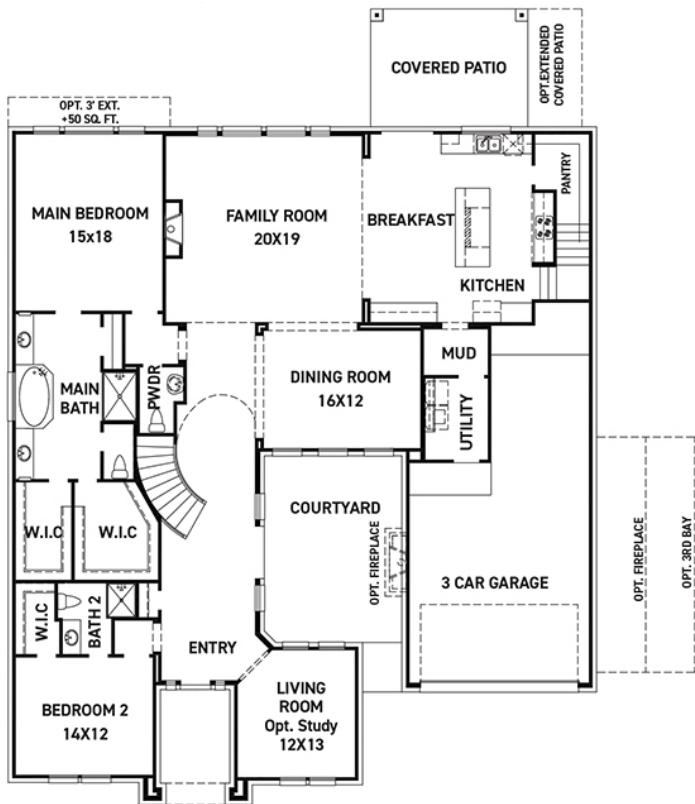 COVERED PATIO
OPT.EXTENDED
COVERED PATIO
OPT. 3' EXT.
+50 SQ. FT.
MAIN BEDROOM
15x18
FAMILY ROOM
20X19
BREAKFAST
PANTRY
KITCHEN
MUD
MAIN
BATH
PWDR
DINING ROOM
16X12
UTILITY
W.I.C
W.I.C
COURTYARD
OPT. FIREPLACE
3 CAR GARAGE
OPT. FIREPLACE
OPT. 3RD BAY
W.I.C
BATH 2
ENTRY
BEDROOM 2
14X12
LIVING
ROOM
Opt. Study
12X13